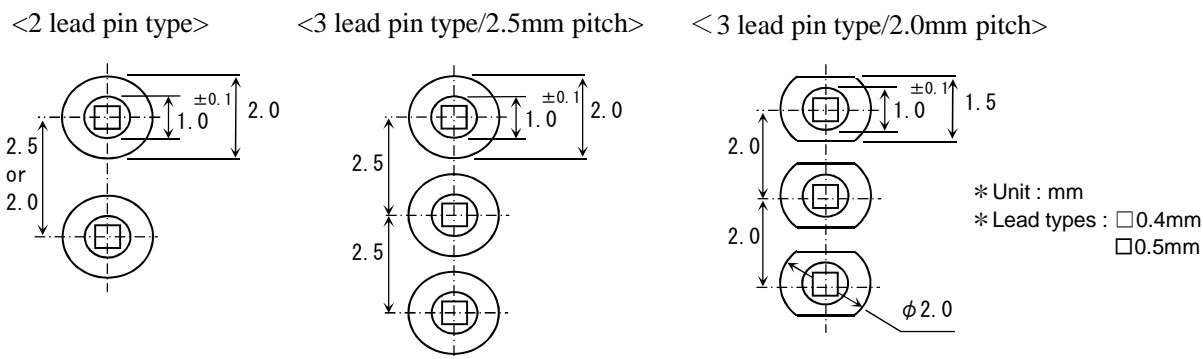 <2 lead pin type>
<3 lead pin type/2.5mm pitch>
<3 lead pin type/2.0mm pitch>
±0.1
1.0
2.0
2.5
or
2.0
±0.1
1.0
2.0
2.5
2.5
±0.1
1.0
1.5
2.0
2.0
φ2.0
*Unit : mm
*Lead types : □0.4mm
□0.5mm